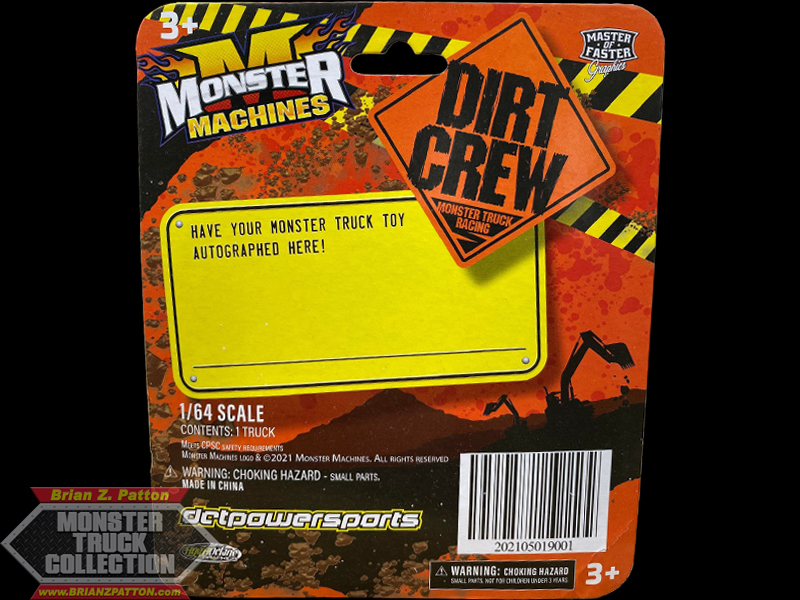 3+
MONSTER
MACHINES
DIRT
CREW
MONSTER TRUCK
RACING
MASTER
OF
FASTER
Graphics
HAVE YOUR MONSTER TRUCK TOY
AUTOGRAPHED HERE!
1/64 SCALE
CONTENTS: 1 TRUCK
MEETS CPSC SAFETY REQUIREMENTS
MONSTER MACHINES LOGO & ©2021 MONSTER MACHINES. ALL RIGHTS RESERVED
WARNING: CHOKING HAZARD - SMALL PARTS.
MADE IN CHINA
dctpowersports
202105019001
WARNING: CHOKING HAZARD
SMALL PARTS. NOT FOR CHILDREN UNDER 3 YEARS
3+
Brian Z. Patton
MONSTER
TRUCK
COLLECTION
www.BRIANZPATTON.com